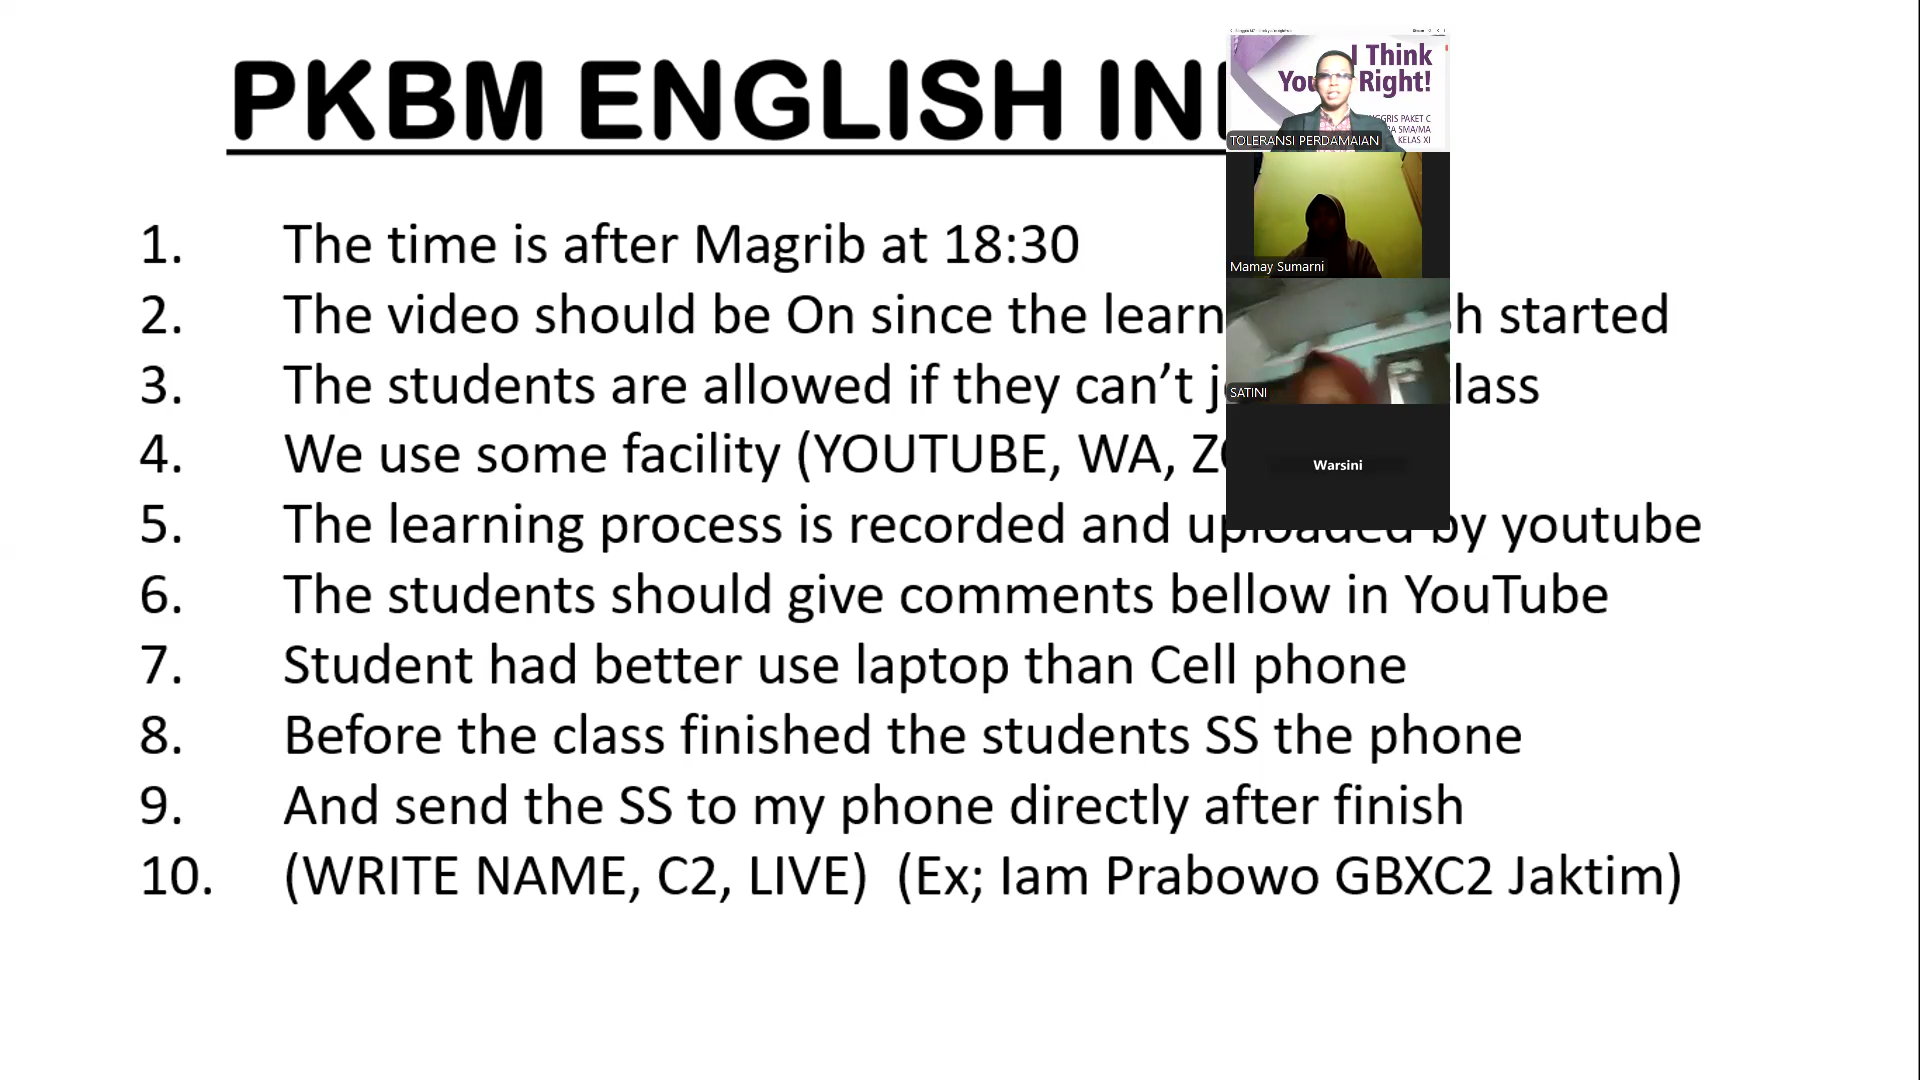 PKBM ENGLISH
1. The time is after Magrib at 18:30
2. The video should be On since the started
3. The students are allowed if they can’t
4. We use some facility (YOUTUBE, WA,
5. The learning process is recorded and uploaded by youtube
6. The students should give comments bellow in YouTube
7. Student had better use laptop than Cell phone
8. Before the class finished the students SS the phone
9. And send the SS to my phone directly after finish
10. (WRITE NAME, C2, LIVE) (Ex; Iam Prabowo GBXC2 Jaktim)
I Think
Right!
PAKET C
SMA/MA
KELAS XI
TOLERANSI PERDAMAIAN
Mamay Sumarni
SATINI
Warsini